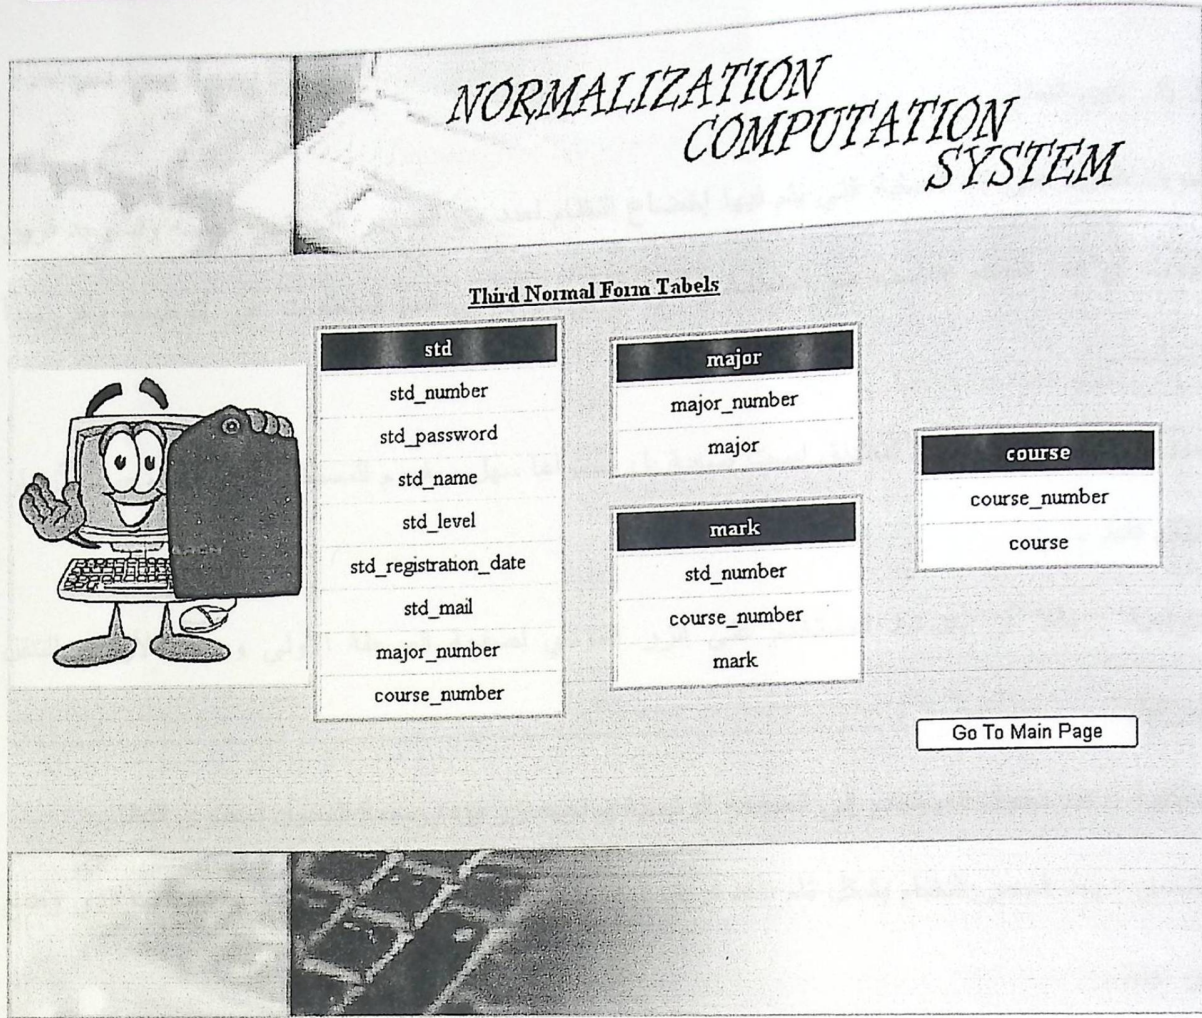 NORMALIZATION
COMPUTATION
SYSTEM
Third Normal Form Tabels
std
std_number
std_password
std_name
std_level
std_registration_date
std_mail
major_number
course_number
major
major_number
major
mark
std_number
course_number
mark
course
course_number
course
Go To Main Page